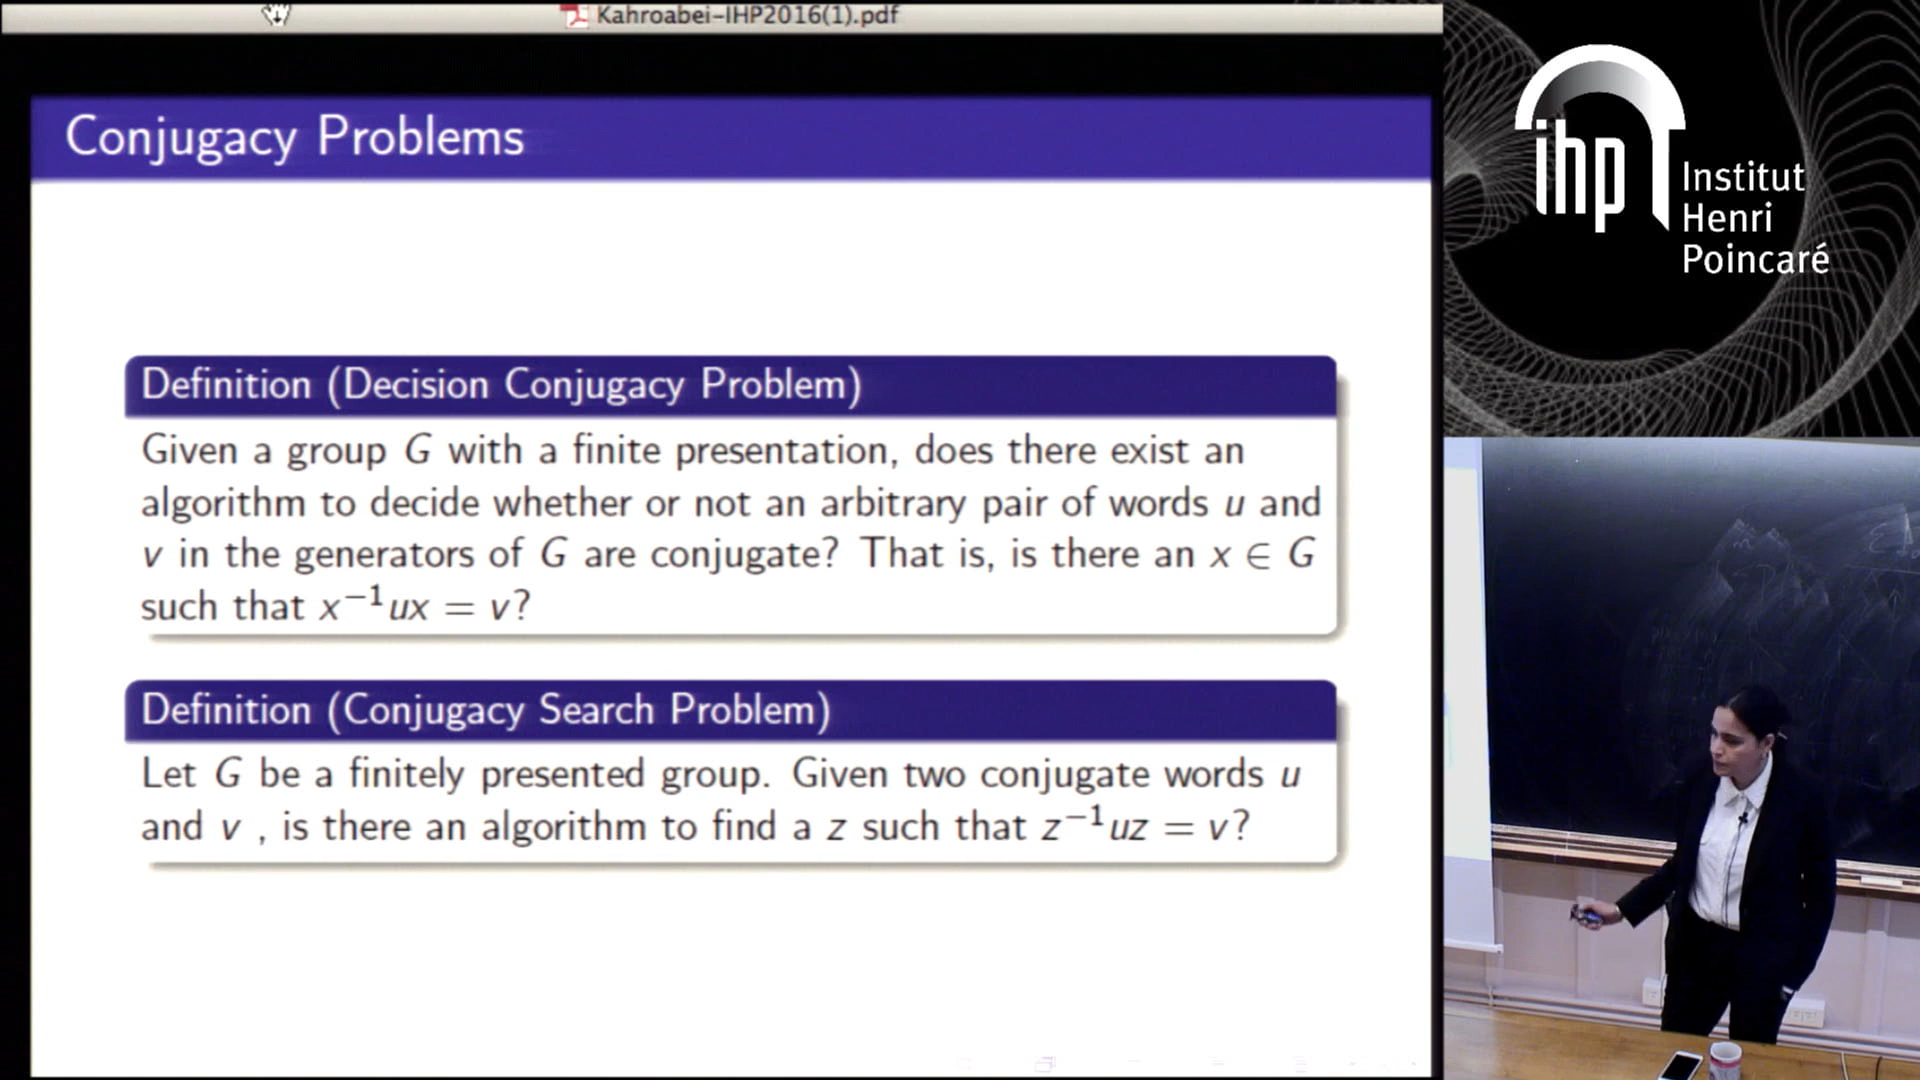 Kahroabei-IHP2016(1).pdf
Conjugacy Problems
Definition (Decision Conjugacy Problem)
Given a group G with a finite presentation, does there exist an
algorithm to decide whether or not an arbitrary pair of words u and
v in the generators of G are conjugate? That is, is there an x ∈ G
such that x⁻¹ux = v?
Definition (Conjugacy Search Problem)
Let G be a finitely presented group. Given two conjugate words u
and v , is there an algorithm to find a z such that z⁻¹uz = v?
ihp
Institut
Henri
Poincaré